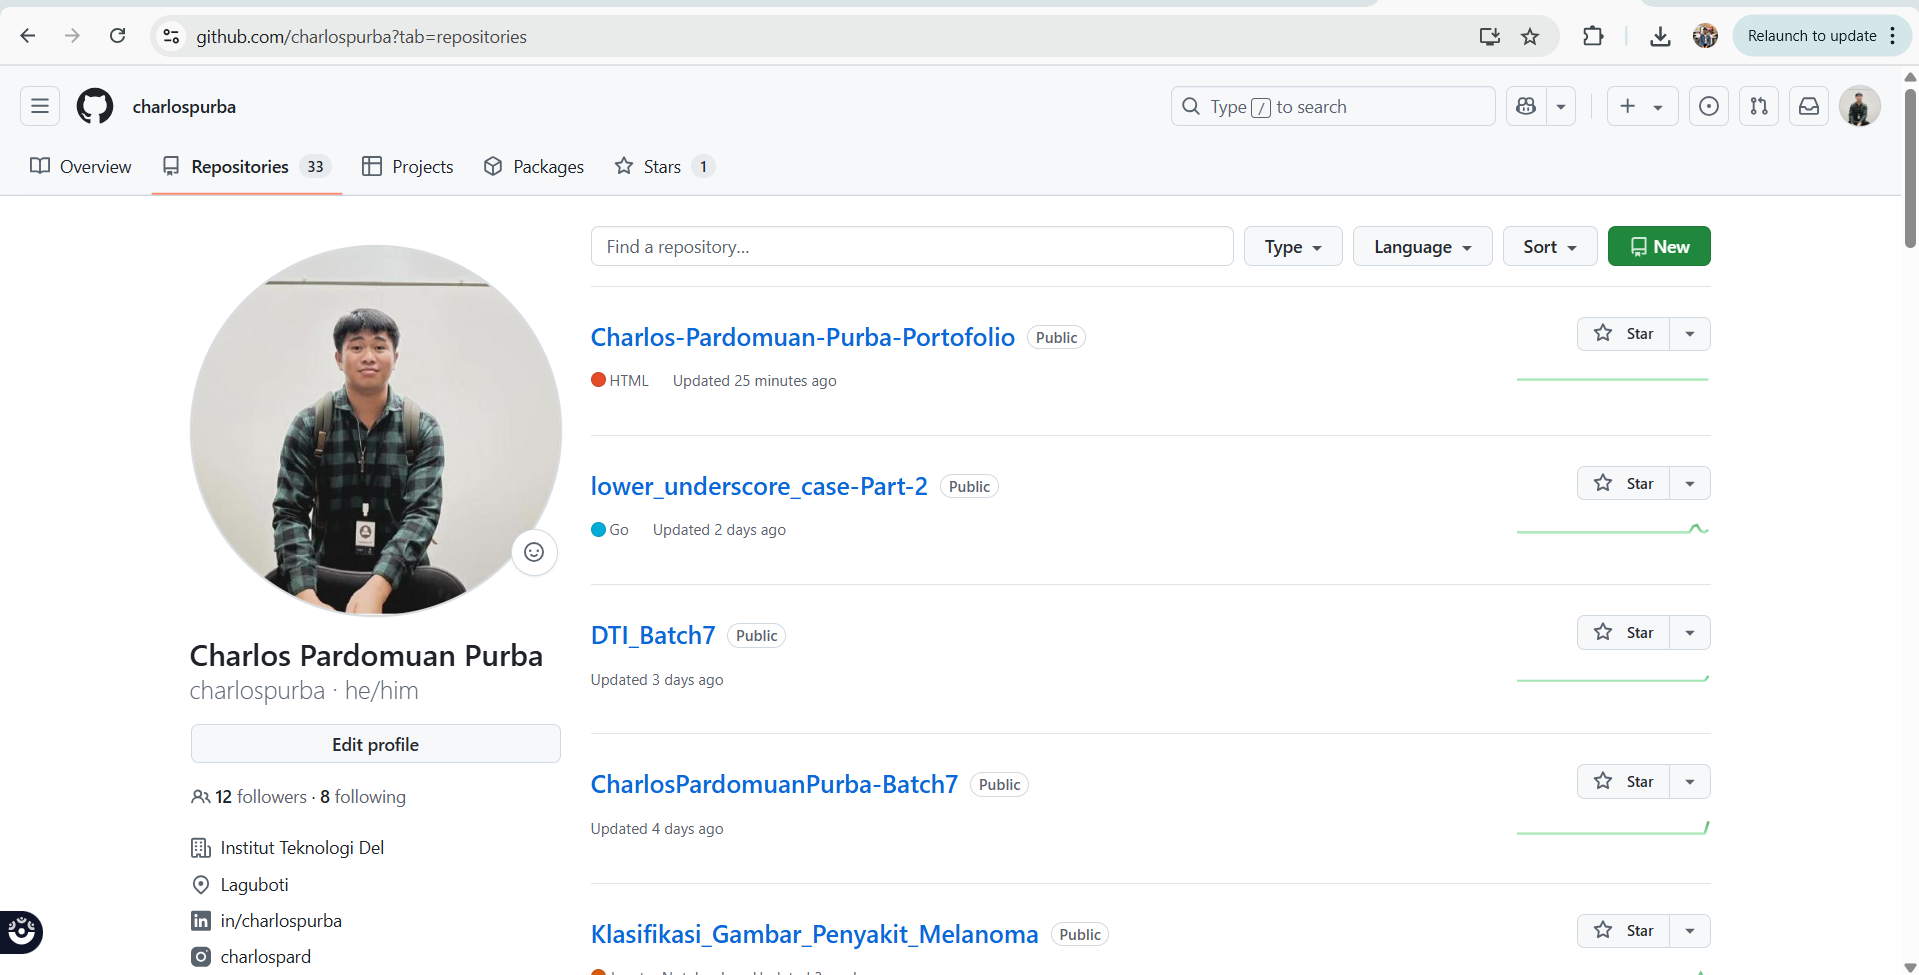 github.com/charlospurba?tab=repositories
Relaunch to update
charlospurba
Type / to search
Overview
Repositories 33
Projects
Packages
Stars 1
Find a repository...
Type
Language
Sort
New
Charlos-Pardomuan-Purba-Portofolio Public
Star
HTML Updated 25 minutes ago
lower_underscore_case-Part-2 Public
Star
Go Updated 2 days ago
DTI_Batch7 Public
Star
Updated 3 days ago
CharlosPardomuanPurba-Batch7 Public
Star
Updated 4 days ago
Klasifikasi_Gambar_Penyakit_Melanoma Public
Star
Charlos Pardomuan Purba
charlospurba · he/him
Edit profile
12 followers · 8 following
Institut Teknologi Del
Laguboti
in/charlospurba
charlospard